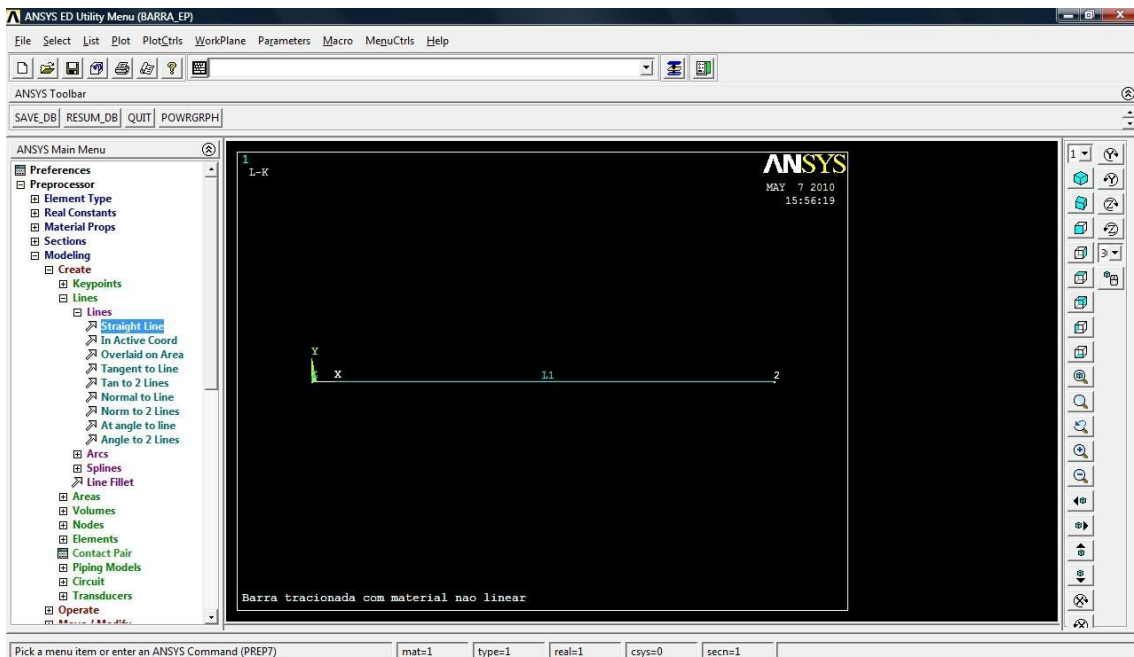 ANSYS ED Utility Menu (BARRA_EP)
File Select List Plot PlotCtrls WorkPlane Parameters Macro MenuCtrls Help
ANSYS Toolbar
SAVE_DB RESUM_DB QUIT POWRGRPH
ANSYS Main Menu
Preferences
Preprocessor
Element Type
Real Constants
Material Props
Sections
Modeling
Create
Keypoints
Lines
Lines
Straight Line
In Active Coord
Overlaid on Area
Tangent to Line
Tan to 2 Lines
Normal to Line
Norm to 2 Lines
At angle to line
Angle to 2 Lines
Arcs
Splines
Line Fillet
Areas
Volumes
Nodes
Elements
Contact Pair
Piping Models
Circuit
Transducers
Operate
Move / Modify
1
L-K
ANSYS
MAY 7 2010
15:56:19
Y
X
L1
2
Barra tracionada com material nao linear
1
Pick a menu item or enter an ANSYS Command (PREP7)
mat=1
type=1
real=1
csys=0
secn=1